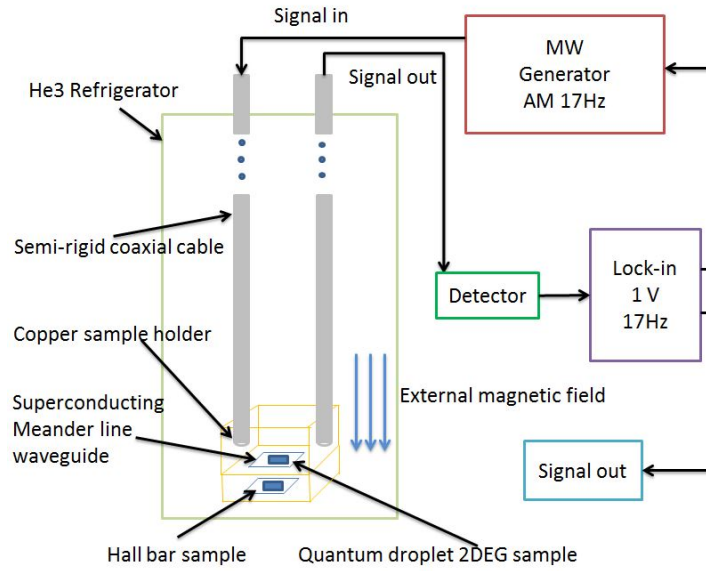 Signal in
MW
Generator
AM 17Hz
Signal out
He3 Refrigerator
Semi-rigid coaxial cable
Detector
Lock-in
1 V
17Hz
Copper sample holder
External magnetic field
Superconducting
Meander line
waveguide
Signal out
Hall bar sample
Quantum droplet 2DEG sample